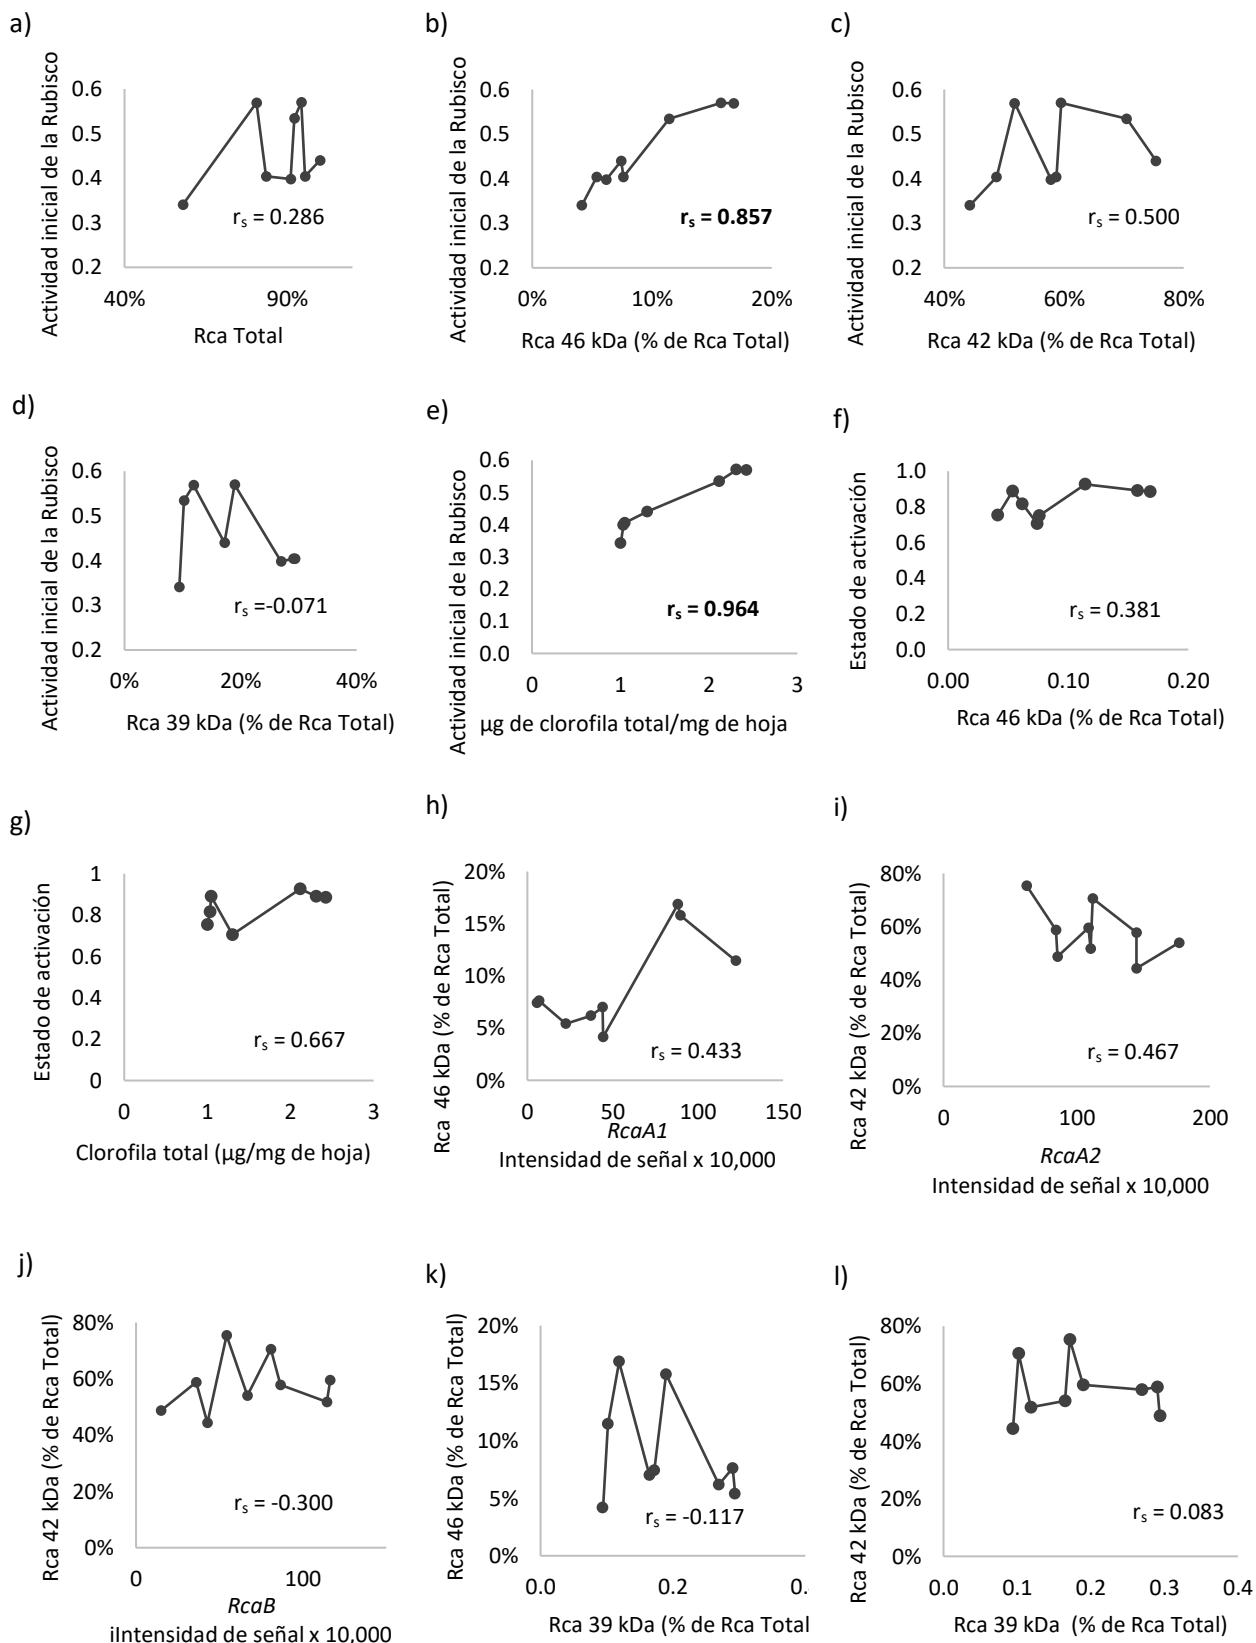 a)
Actividad inicial de la Rubisco
0.6
0.5
0.4
0.3
0.2
40%
90%
r_s = 0.286
Rca Total
b)
Actividad inicial de la Rubisco
0.6
0.5
0.4
0.3
0.2
0%
10%
20%
r_s = 0.857
Rca 46 kDa (% de Rca Total)
c)
Actividad inicial de la Rubisco
0.6
0.5
0.4
0.3
0.2
40%
60%
80%
r_s = 0.500
Rca 42 kDa (% de Rca Total)
d)
Actividad inicial de la Rubisco
0.6
0.5
0.4
0.3
0.2
0%
20%
40%
r_s =-0.071
Rca 39 kDa (% de Rca Total)
e)
Actividad inicial de la Rubisco
0.6
0.5
0.4
0.3
0.2
0.1
0.0
0
1
2
3
r_s = 0.964
µg de clorofila total/mg de hoja
f)
Estado de activación
1.0
0.8
0.6
0.4
0.2
0.0
0.00
0.10
0.20
r_s = 0.381
Rca 46 kDa (% de Rca Total)
g)
Estado de activación
1
0.8
0.6
0.4
0.2
0
0
1
2
3
r_s = 0.667
Clorofila total (µg/mg de hoja)
h)
Rca 46 kDa (% de Rca Total)
20%
15%
10%
5%
0%
0
50
100
150
r_s = 0.433
RcaA1
Intensidad de señal x 10,000
i)
Rca 42 kDa (% de Rca Total)
80%
60%
40%
20%
0%
0
100
200
r_s = 0.467
RcaA2
Intensidad de señal x 10,000
j)
Rca 42 kDa (% de Rca Total)
80%
60%
40%
20%
0%
0
100
r_s = -0.300
RcaB
iIntensidad de señal x 10,000
k)
Rca 46 kDa (% de Rca Total)
20%
15%
10%
5%
0%
0.0
0.2
0.
r_s = -0.117
Rca 39 kDa (% de Rca Total
l)
Rca 42 kDa (% de Rca Total)
80%
60%
40%
20%
0%
0.0
0.1
0.2
0.3
0.4
r_s = 0.083
Rca 39 kDa (% de Rca Total)